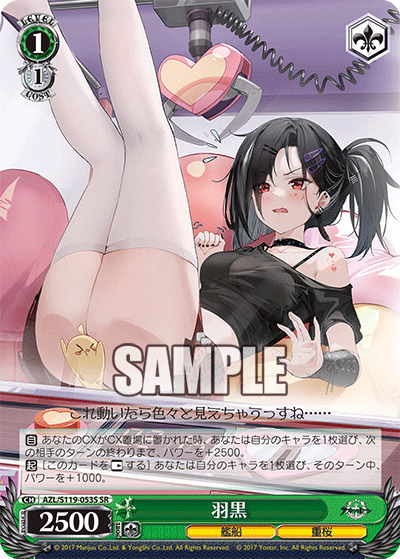 LEVEL
1
1
COST
SAMPLE
これ動いたら色々と見えちゃうっすね……
自 あなたのCXがCX置場に置かれた時、あなたは自分のキャラを1枚選び、次
の相手のターンの終わりまで、パワーを+2500。
起［このカードを する］ あなたは自分のキャラを1枚選び、そのターン中、
パワーを+1000。
CH AZL/S119-053S SR
2500
羽黒
艦船
重桜
© 2017 Manjuu Co.,Ltd. & YongShi Co.,Ltd. All Rights Reserved. © 2017 Yostar, Inc. All Rights Reserved.